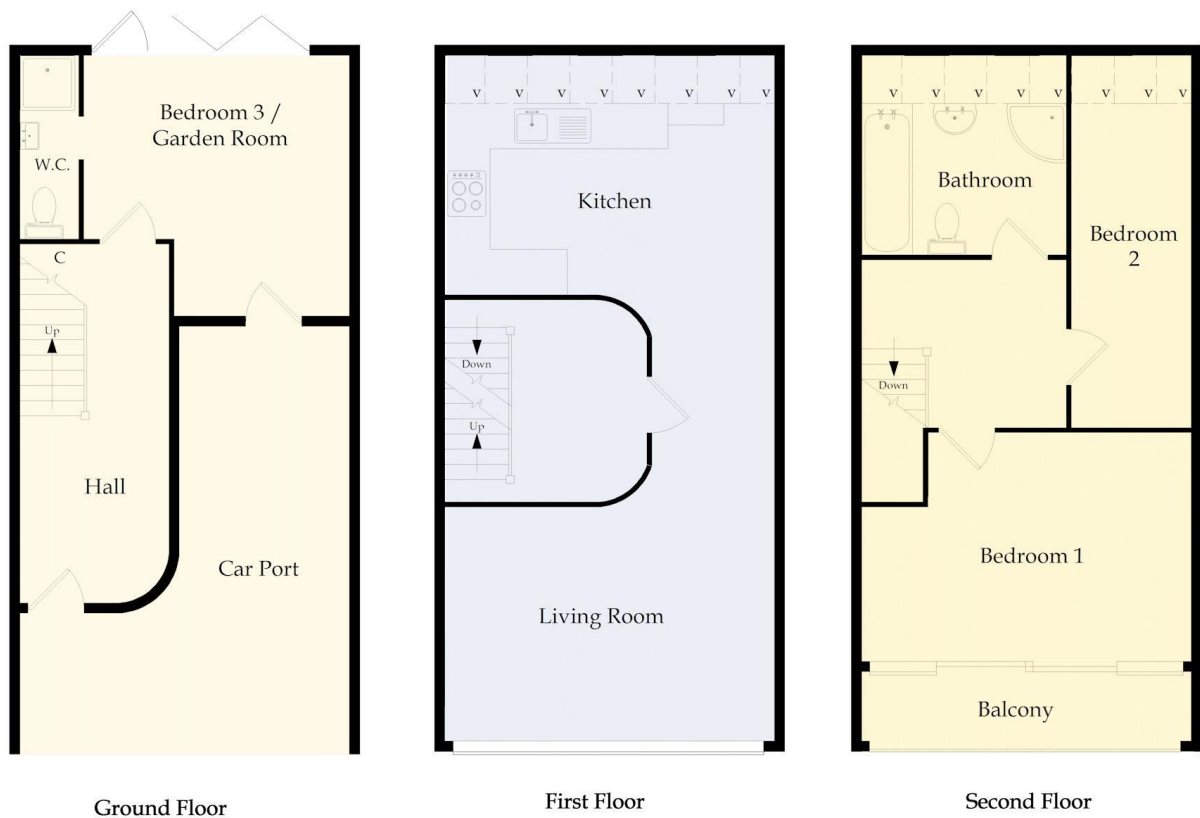 Bedroom 3 /
Garden Room
W.C.
C
Up
Hall
Car Port
Ground Floor
v v v v v v v v
Kitchen
Down
Up
Living Room
First Floor
v v v v v v v v
Bathroom
Bedroom
2
Down
Bedroom 1
Balcony
Second Floor